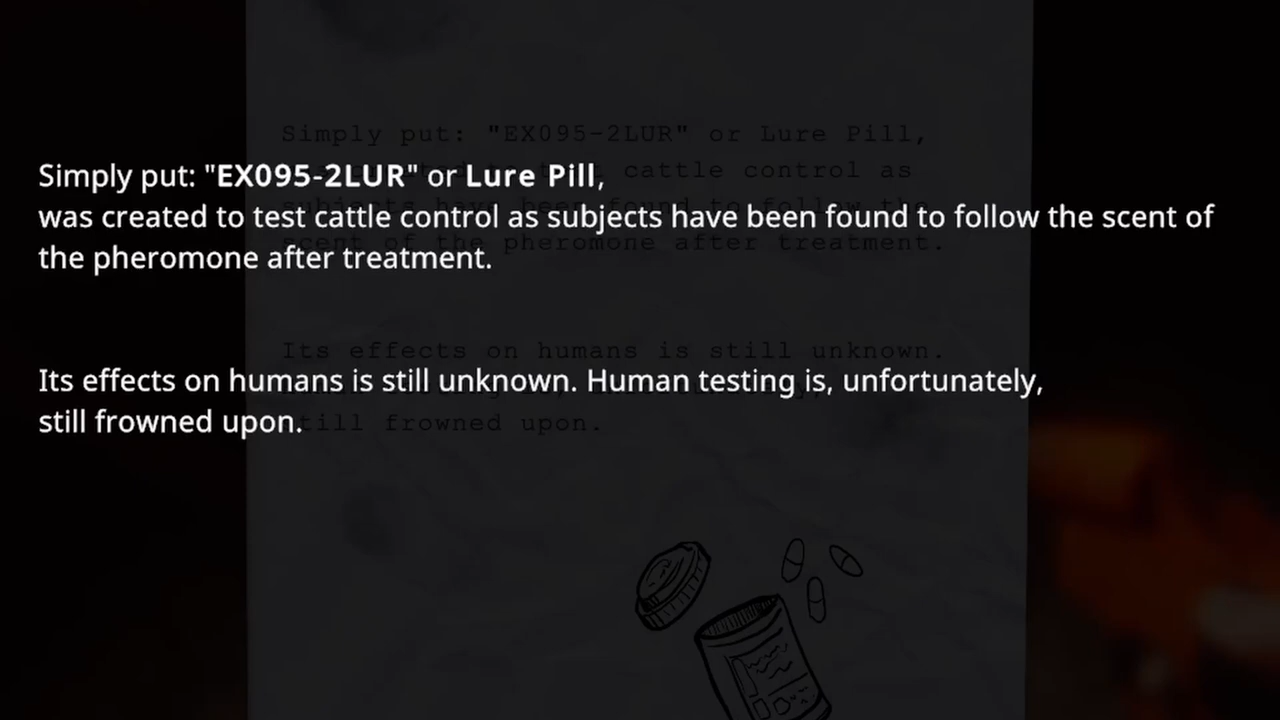 Simply put: "EX095-2LUR" or Lure Pill,
was created to test cattle control as subjects have been found to follow the scent of
the pheromone after treatment.
Its effects on humans is still unknown. Human testing is, unfortunately,
still frowned upon.
Simply put: "EX095-2LUR" or Lure Pill,
cattle control as
scent of the pheromone after treatment.
Its effects on humans is still unknown.
still frowned upon.